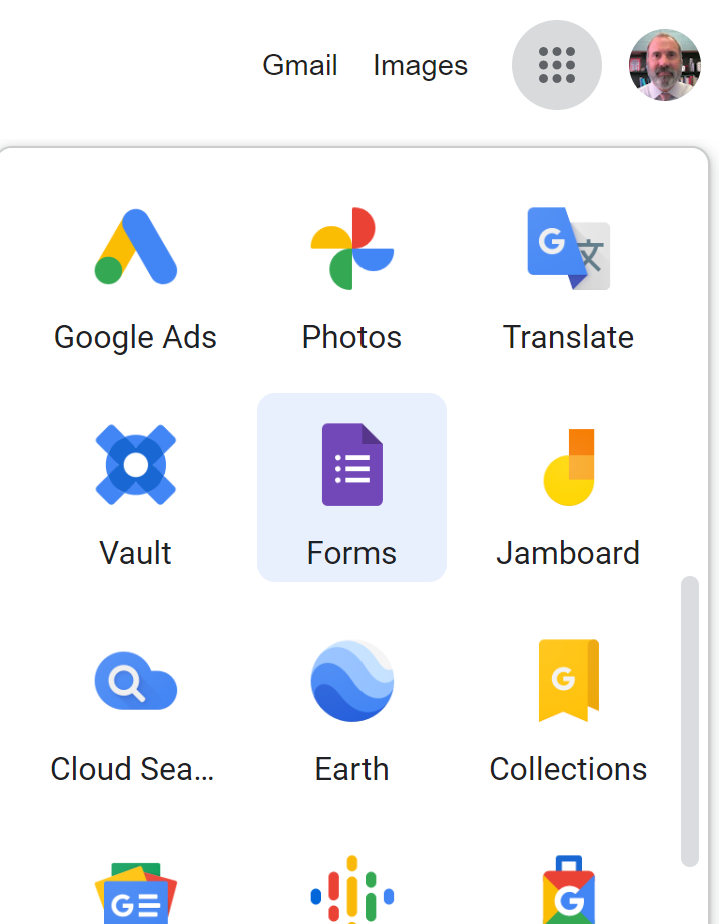 Gmail Images
Google Ads Photos Translate
Vault Forms Jamboard
Cloud Sea... Earth Collections